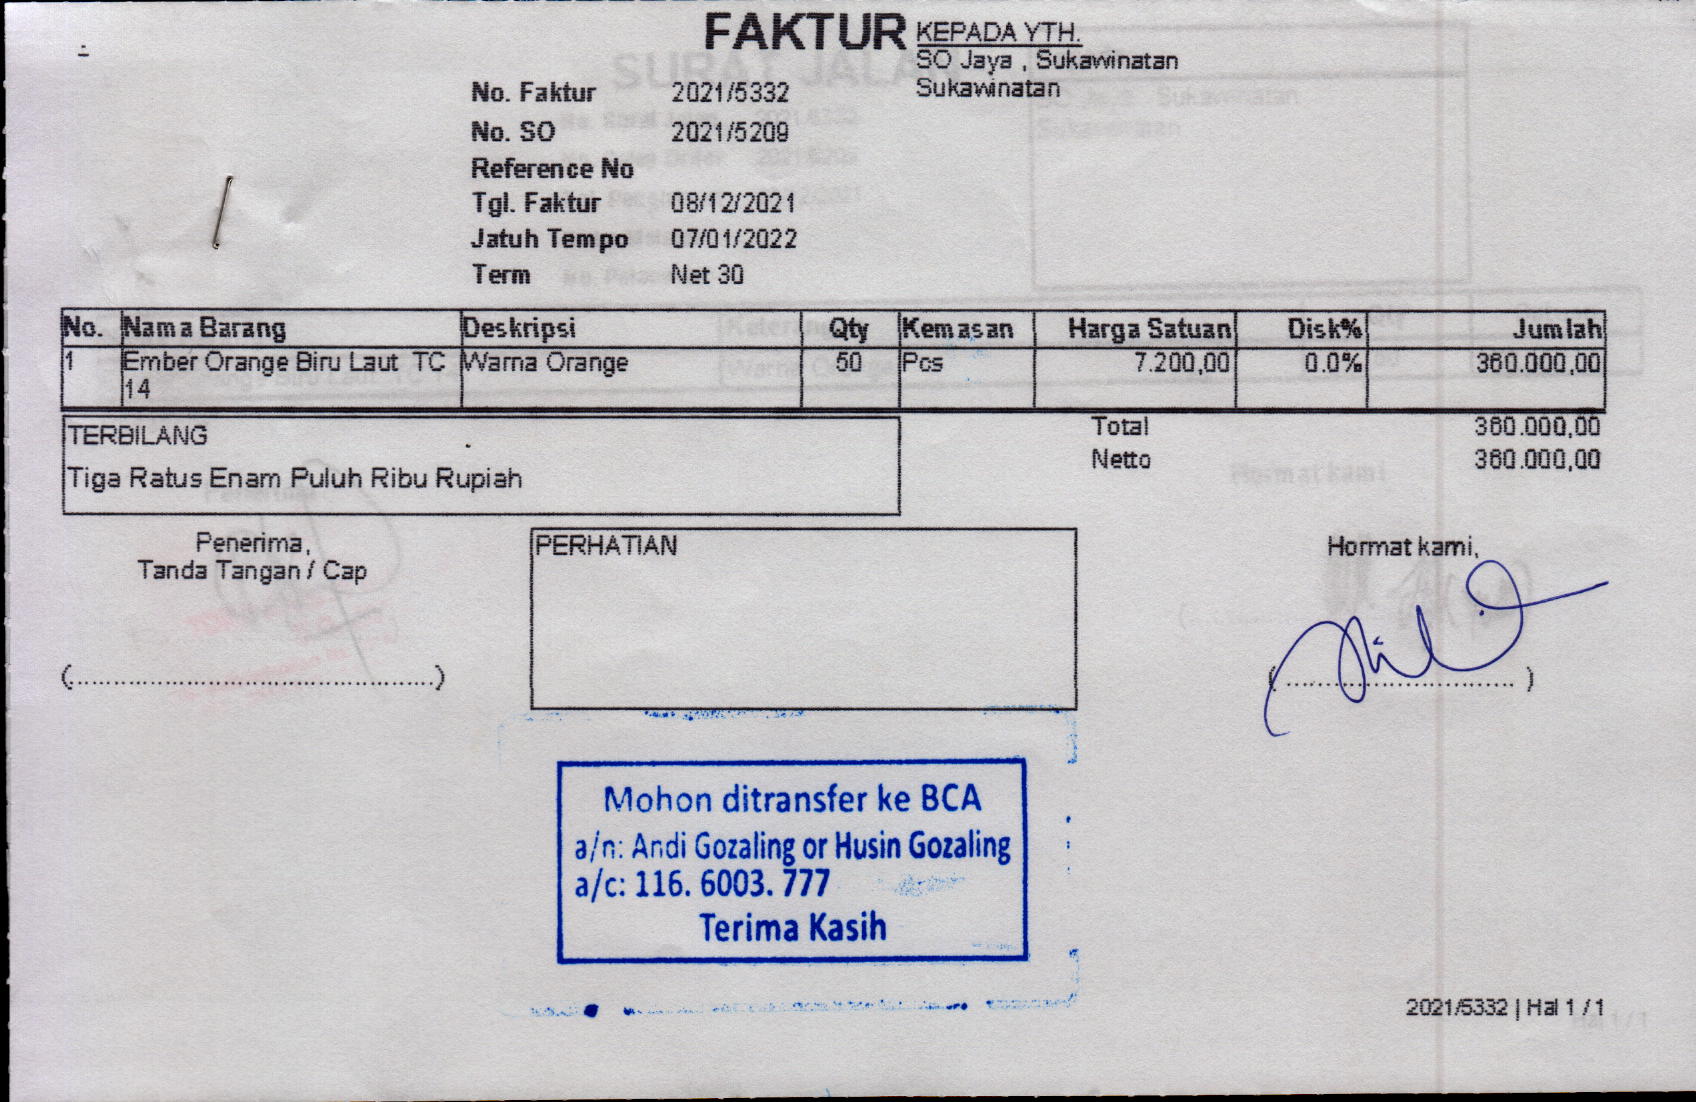 FAKTUR
KEPADA YTH.
SO Jaya , Sukawinatan
Sukawinatan
No. Faktur 2021/5332
No. SO 2021/5209
Reference No
Tgl. Faktur 08/12/2021
Jatuh Tempo 07/01/2022
Term Net 30
No. Nama Barang Deskripsi Qty Kemasan Harga Satuan Disk% Jumlah
1 Ember Orange Biru Laut TC Warna Orange 50 Pcs 7.200,00 0.0% 360.000,00
14
TERBILANG
Tiga Ratus Enam Puluh Ribu Rupiah
Total 360.000,00
Netto 360.000,00
Penerima,
Tanda Tangan / Cap
(..............................................)
PERHATIAN
Hormat kami,
(............................... )
Mohon ditransfer ke BCA
a/n: Andi Gozaling or Husin Gozaling
a/c: 116. 6003. 777
Terima Kasih
2021/5332 | Hal 1 / 1